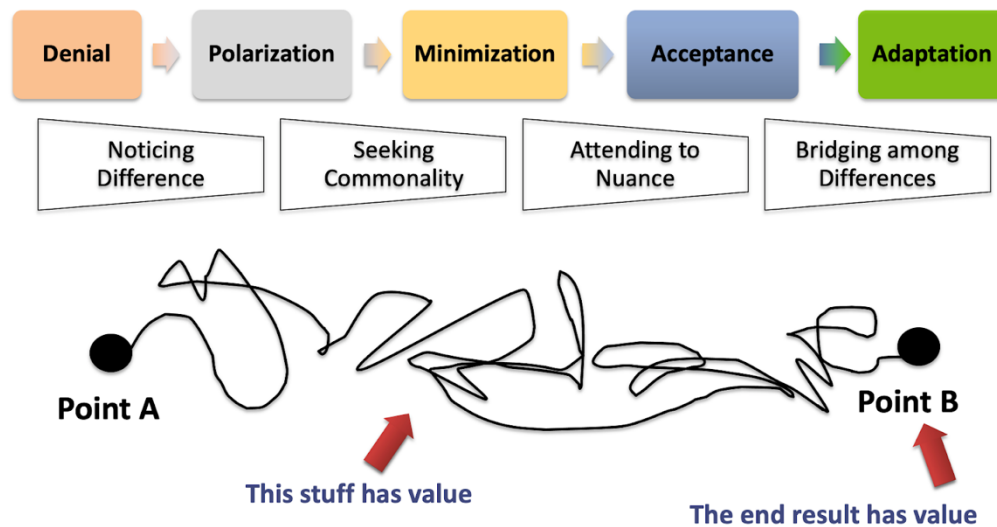 Denial
Polarization
Minimization
Acceptance
Adaptation
Noticing
Difference
Seeking
Commonality
Attending to
Nuance
Bridging among
Differences
Point A
Point B
This stuff has value
The end result has value